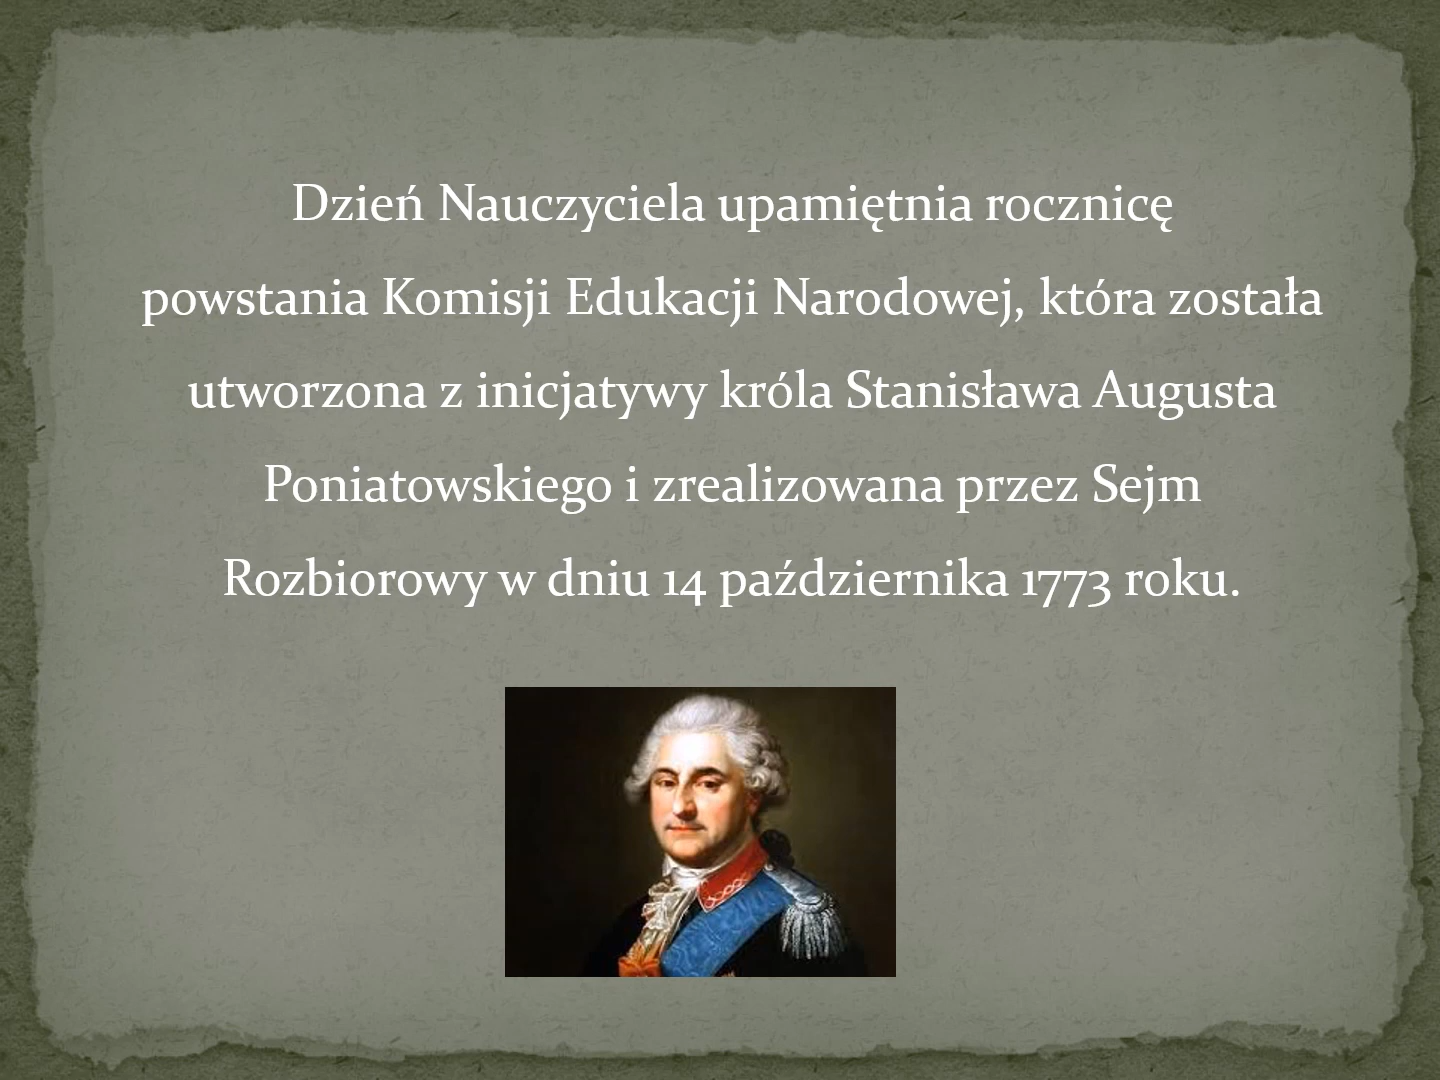 Dzień Nauczyciela upamiętnia rocznicę
powstania Komisji Edukacji Narodowej, która została
utworzona z inicjatywy króla Stanisława Augusta
Poniatowskiego i zrealizowana przez Sejm
Rozbiorowy w dniu 14 października 1773 roku.